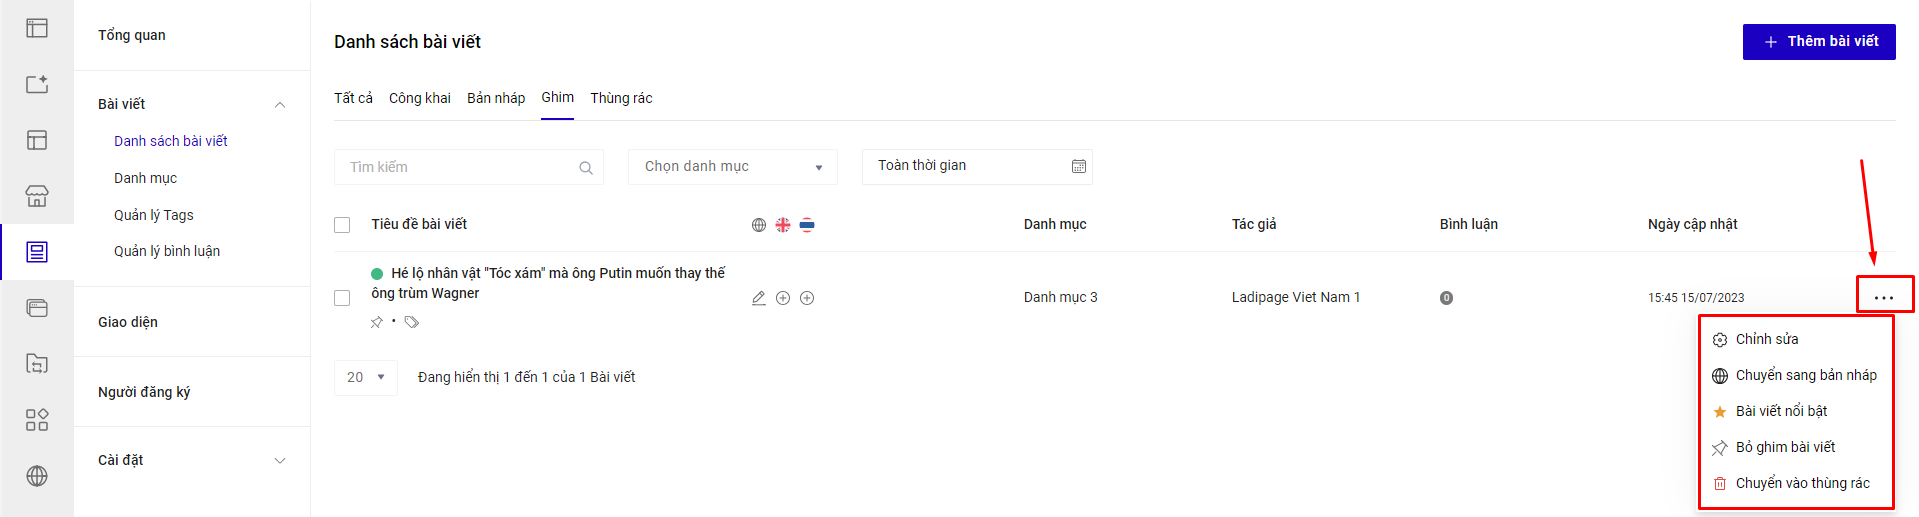 Tổng quan
Bài viết
Danh sách bài viết
Danh mục
Quản lý Tags
Quản lý bình luận
Giao diện
Người đăng ký
Cài đặt
Danh sách bài viết
Thêm bài viết
Tất cả Công khai Bản nháp Ghim Thùng rác
Tìm kiếm Chọn danh mục Toàn thời gian
Tiêu đề bài viết Danh mục Tác giả Bình luận Ngày cập nhật
Hé lộ nhân vật "Tóc xám" mà ông Putin muốn thay thế
ông trùm Wagner
Danh mục 3 Ladipage Viet Nam 1 0 15:45 15/07/2023
20 Đang hiển thị 1 đến 1 của 1 Bài viết
Chỉnh sửa
Chuyển sang bản nháp
Bài viết nổi bật
Bỏ ghim bài viết
Chuyển vào thùng rác